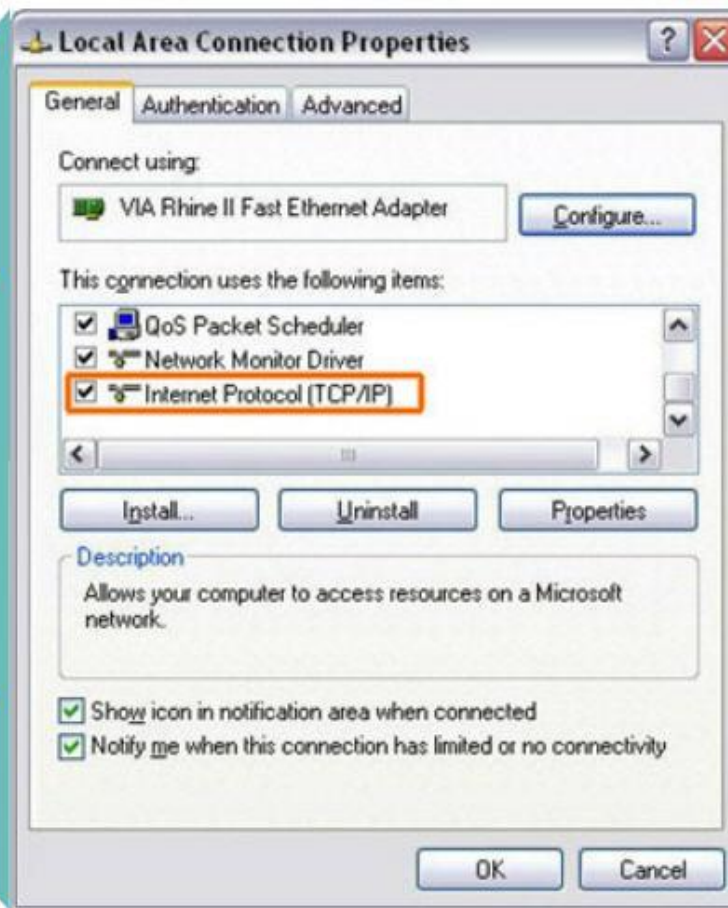 Local Area Connection Properties
General Authentication Advanced
Connect using:
VIA Rhine II Fast Ethernet Adapter
Configure...
This connection uses the following items:
QoS Packet Scheduler
Network Monitor Driver
Internet Protocol (TCP/IP)
Install... Uninstall Properties
Description
Allows your computer to access resources on a Microsoft
network.
Show icon in notification area when connected
Notify me when this connection has limited or no connectivity
OK Cancel